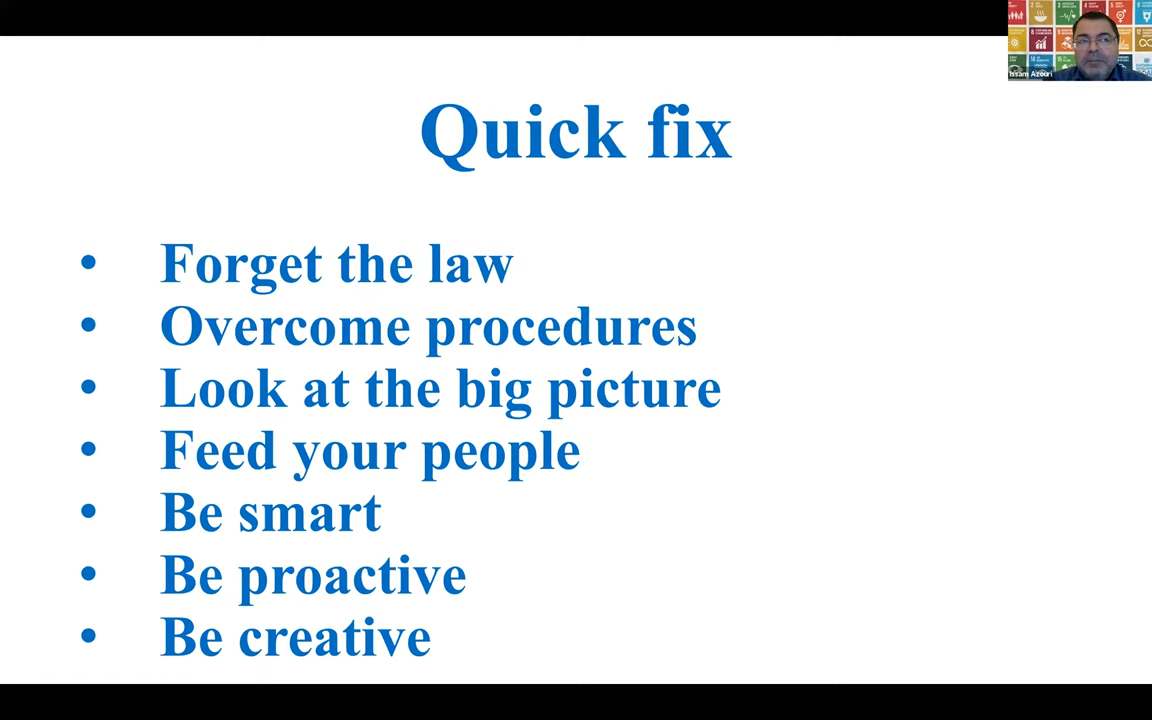 Quick fix
• Forget the law
• Overcome procedures
• Look at the big picture
• Feed your people
• Be smart
• Be proactive
• Be creative
Issam Azouri